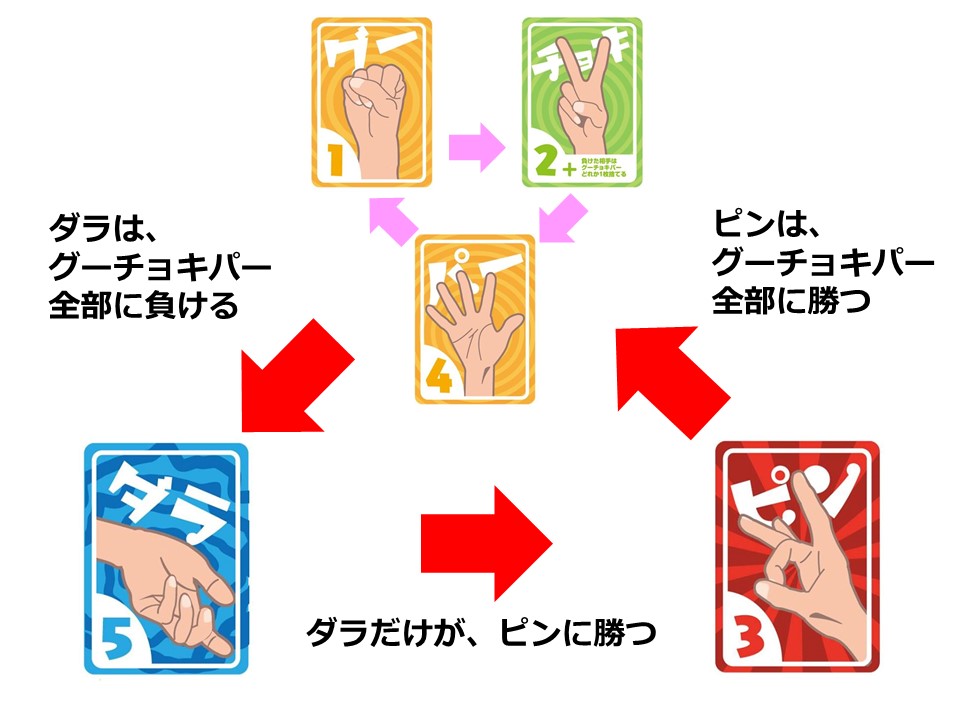 グー
1
チョキ
2+
負けた相手は
グーチョキパー
どれか1枚捨てる
パー
4
ダラは、
グーチョキパー
全部に負ける
ピンは、
グーチョキパー
全部に勝つ
ダラ
5
ピン
3
ダラだけが、ピンに勝つ